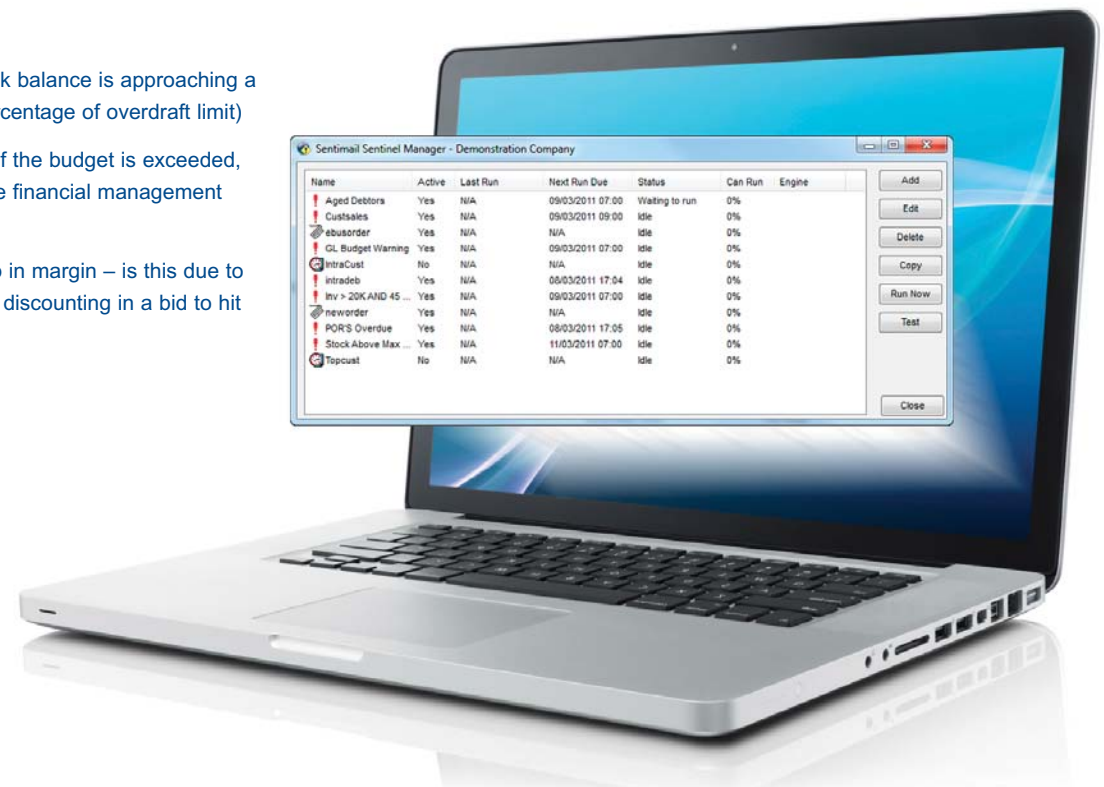 k balance is approaching a
rcentage of overdraft limit)
f the budget is exceeded,
e financial management
o in margin – is this due to
discounting in a bid to hit
Sentimail Sentinel Manager - Demonstration Company
Name Active Last Run Next Run Due Status Can Run Engine
Aged Debtors Yes N/A 09/03/2011 07:00 Waiting to run 0%
Custsales Yes N/A 09/03/2011 09:00 Idle 0%
ebusorder Yes N/A N/A Idle 0%
GL Budget Warning Yes N/A 09/03/2011 07:00 Idle 0%
IntraCust No N/A N/A Idle 0%
intradeb Yes N/A 08/03/2011 17:04 Idle 0%
Inv > 20K AND 45 ... Yes N/A 09/03/2011 07:00 Idle 0%
neworder Yes N/A N/A Idle 0%
POR'S Overdue Yes N/A 08/03/2011 17:05 Idle 0%
Stock Above Max ... Yes N/A 11/03/2011 07:00 Idle 0%
Topcust No N/A N/A Idle 0%
Add
Edit
Delete
Copy
Run Now
Test
Close